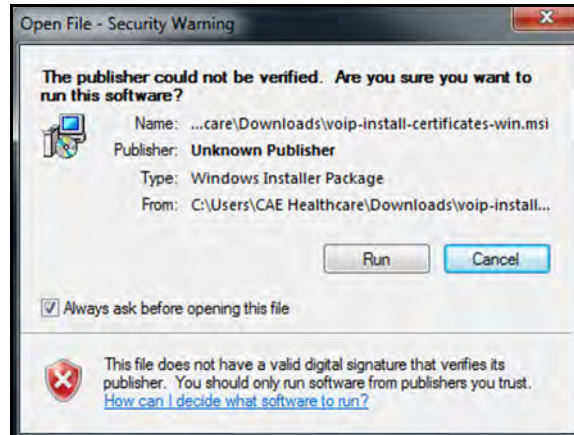 Open File - Security Warning
The publisher could not be verified. Are you sure you want to
run this software?
Name: ...care\Downloads\voip-install-certificates-win.msi
Publisher: Unknown Publisher
Type: Windows Installer Package
From: C:\Users\CAE Healthcare\Downloads\voip-install...
Run Cancel
Always ask before opening this file
This file does not have a valid digital signature that verifies its
publisher. You should only run software from publishers you trust.
How can I decide what software to run?